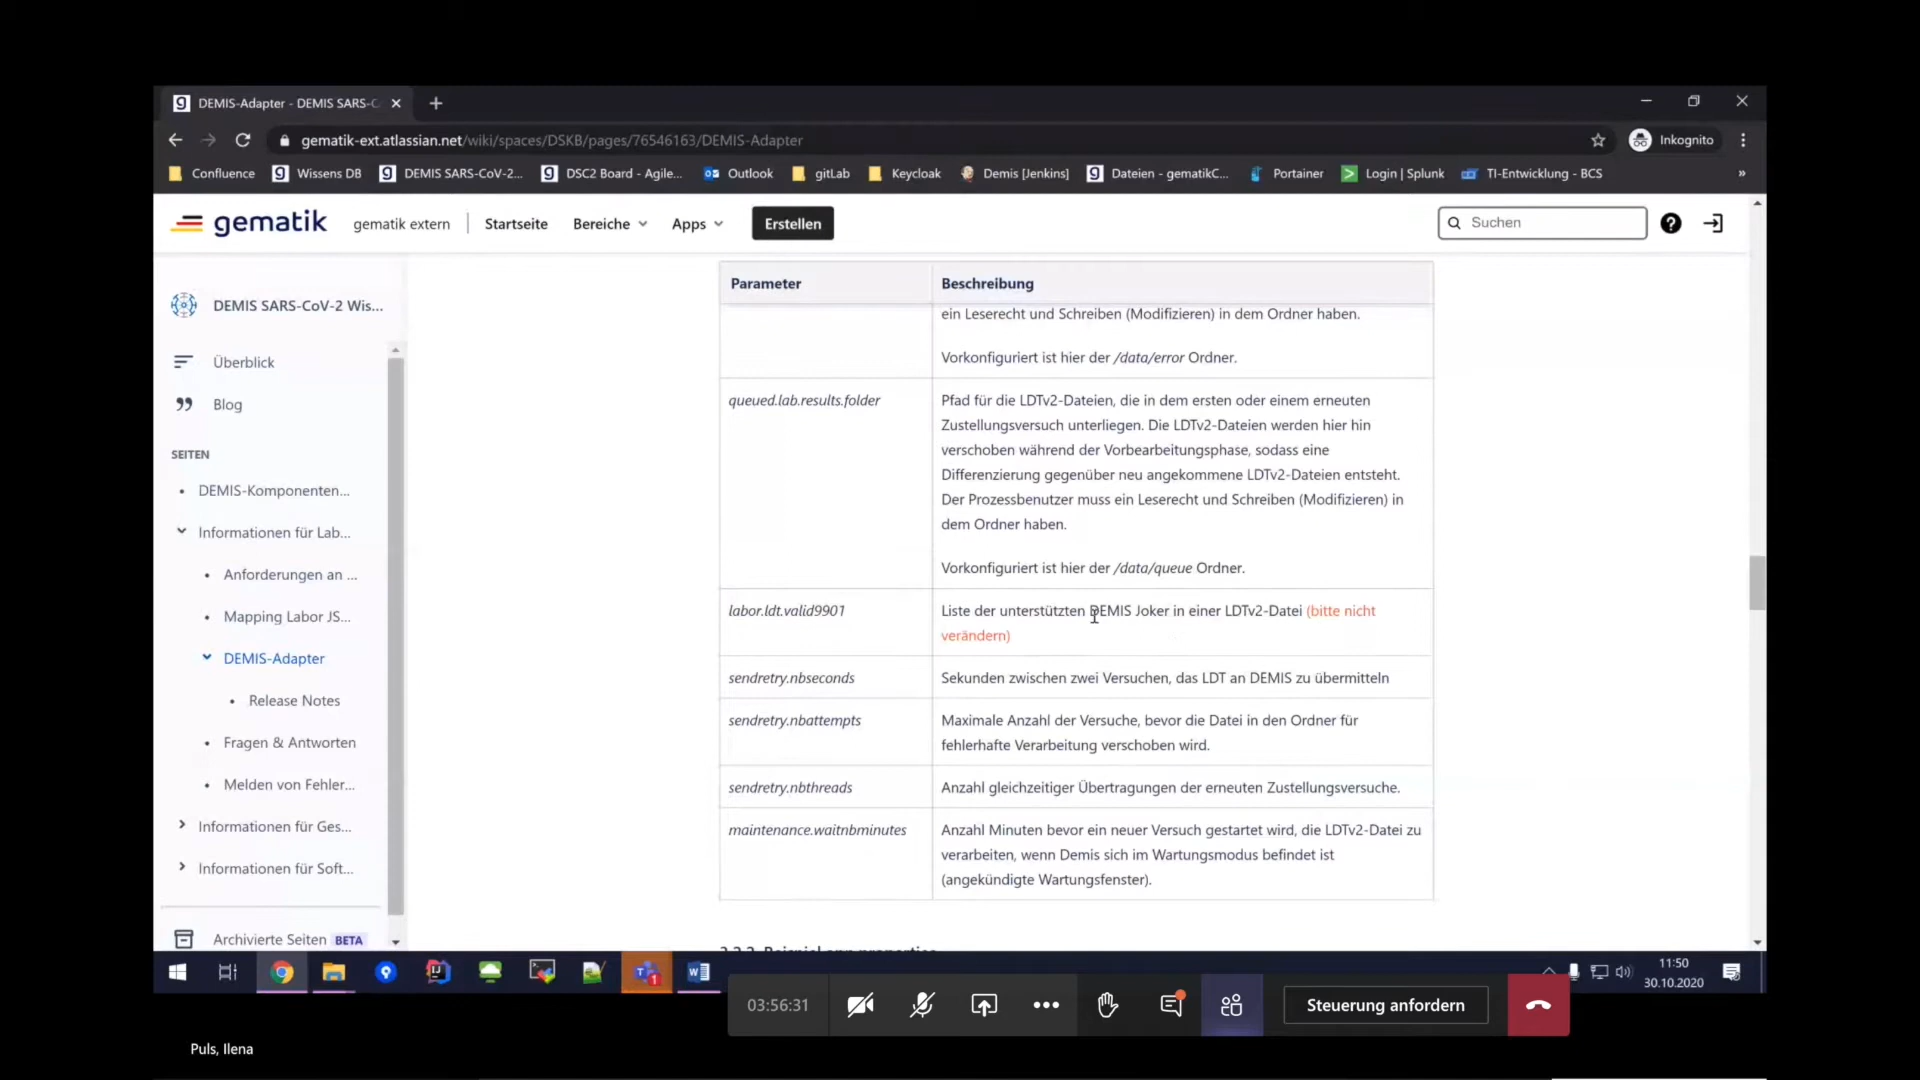 DEMIS-Adapter - DEMIS SARS-C
gematik-ext.atlassian.net/wiki/spaces/DSKB/pages/76546163/DEMIS-Adapter
Inkognito
Confluence
Wissens DB
DEMIS SARS-CoV-2...
DSC2 Board - Agile...
Outlook
gitLab
Keycloak
Demis [Jenkins]
Dateien - gematikC...
Portainer
Login | Splunk
TI-Entwicklung - BCS
»
gematik
gematik extern
Startseite
Bereiche
Apps
Erstellen
Suchen
DEMIS SARS-CoV-2 Wis...
Überblick
Blog
SEITEN
DEMIS-Komponenten...
Informationen für Lab...
Anforderungen an ...
Mapping Labor JS...
DEMIS-Adapter
Release Notes
Fragen & Antworten
Melden von Fehler...
Informationen für Ges...
Informationen für Soft...
Archivierte Seiten BETA
Parameter
Beschreibung
ein Leserecht und Schreiben (Modifizieren) in dem Ordner haben.
Vorkonfiguriert ist hier der /data/error Ordner.
queued.lab.results.folder
Pfad für die LDTv2-Dateien, die in dem ersten oder einem erneuten
Zustellungsversuch unterliegen. Die LDTv2-Dateien werden hier hin
verschoben während der Vorbearbeitungsphase, sodass eine
Differenzierung gegenüber neu angekommene LDTv2-Dateien entsteht.
Der Prozessbenutzer muss ein Leserecht und Schreiben (Modifizieren) in
dem Ordner haben.
Vorkonfiguriert ist hier der /data/queue Ordner.
labor.ldt.valid9901
Liste der unterstützten DEMIS Joker in einer LDTv2-Datei (bitte nicht
verändern)
sendretry.nbseconds
Sekunden zwischen zwei Versuchen, das LDT an DEMIS zu übermitteln
sendretry.nbattempts
Maximale Anzahl der Versuche, bevor die Datei in den Ordner für
fehlerhafte Verarbeitung verschoben wird.
sendretry.nbthreads
Anzahl gleichzeitiger Übertragungen der erneuten Zustellungsversuche.
maintenance.waitnbminutes
Anzahl Minuten bevor ein neuer Versuch gestartet wird, die LDTv2-Datei zu
verarbeiten, wenn Demis sich im Wartungsmodus befindet ist
(angekündigte Wartungsfenster).
11:50
30.10.2020
03:56:31
Steuerung anfordern
Puls, Ilena